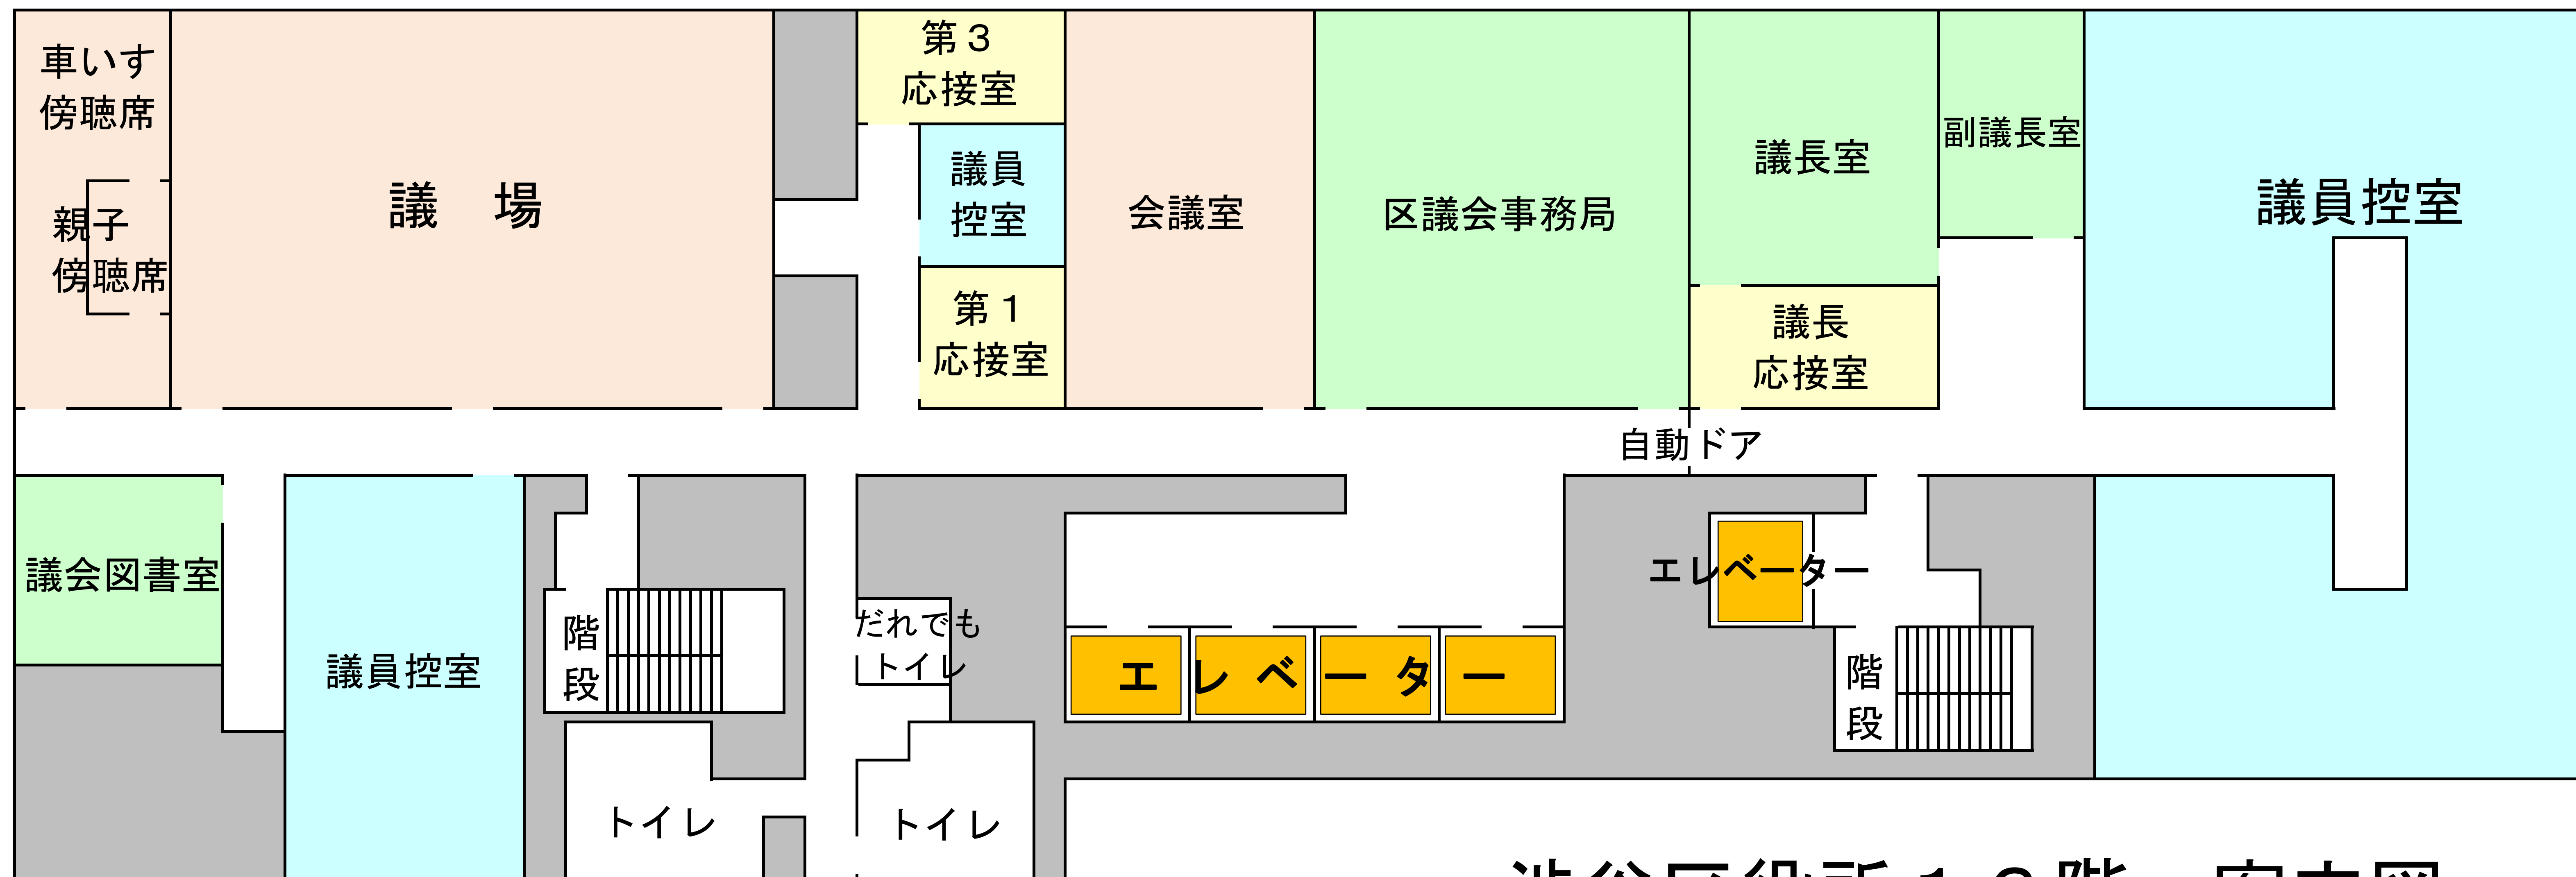 車いす
傍聴席
親子
傍聴席
議　場
第３
応接室
議員
控室
第１
応接室
会議室
区議会事務局
議長室
議長
応接室
副議長室
議員控室
自動ドア
議会図書室
議員控室
階
段
だれでも
トイレ
エレベーター
エレベーター
階
段
トイレ
トイレ